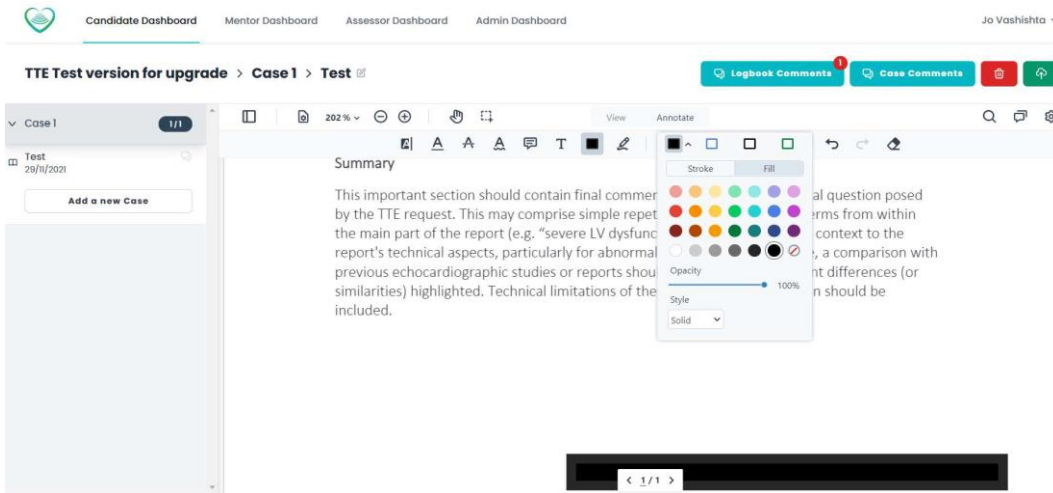 Candidate Dashboard Mentor Dashboard Assessor Dashboard Admin Dashboard Jo Vashishta
TTE Test version for upgrade > Case 1 > Test
1
Logbook Comments Case Comments
Case 1 1/1
202 % View Annotate
Test
29/11/2021
Add a new Case
T
Stroke Fill
Opacity
100%
Style
Solid
Summary
This important section should contain final commen al question posed
by the TTE request. This may comprise simple repet erms from within
the main part of the report (e.g. “severe LV dysfunc context to the
report's technical aspects, particularly for abnormal , a comparison with
previous echocardiographic studies or reports shou nt differences (or
similarities) highlighted. Technical limitations of the n should be
included.
< 1/1 >